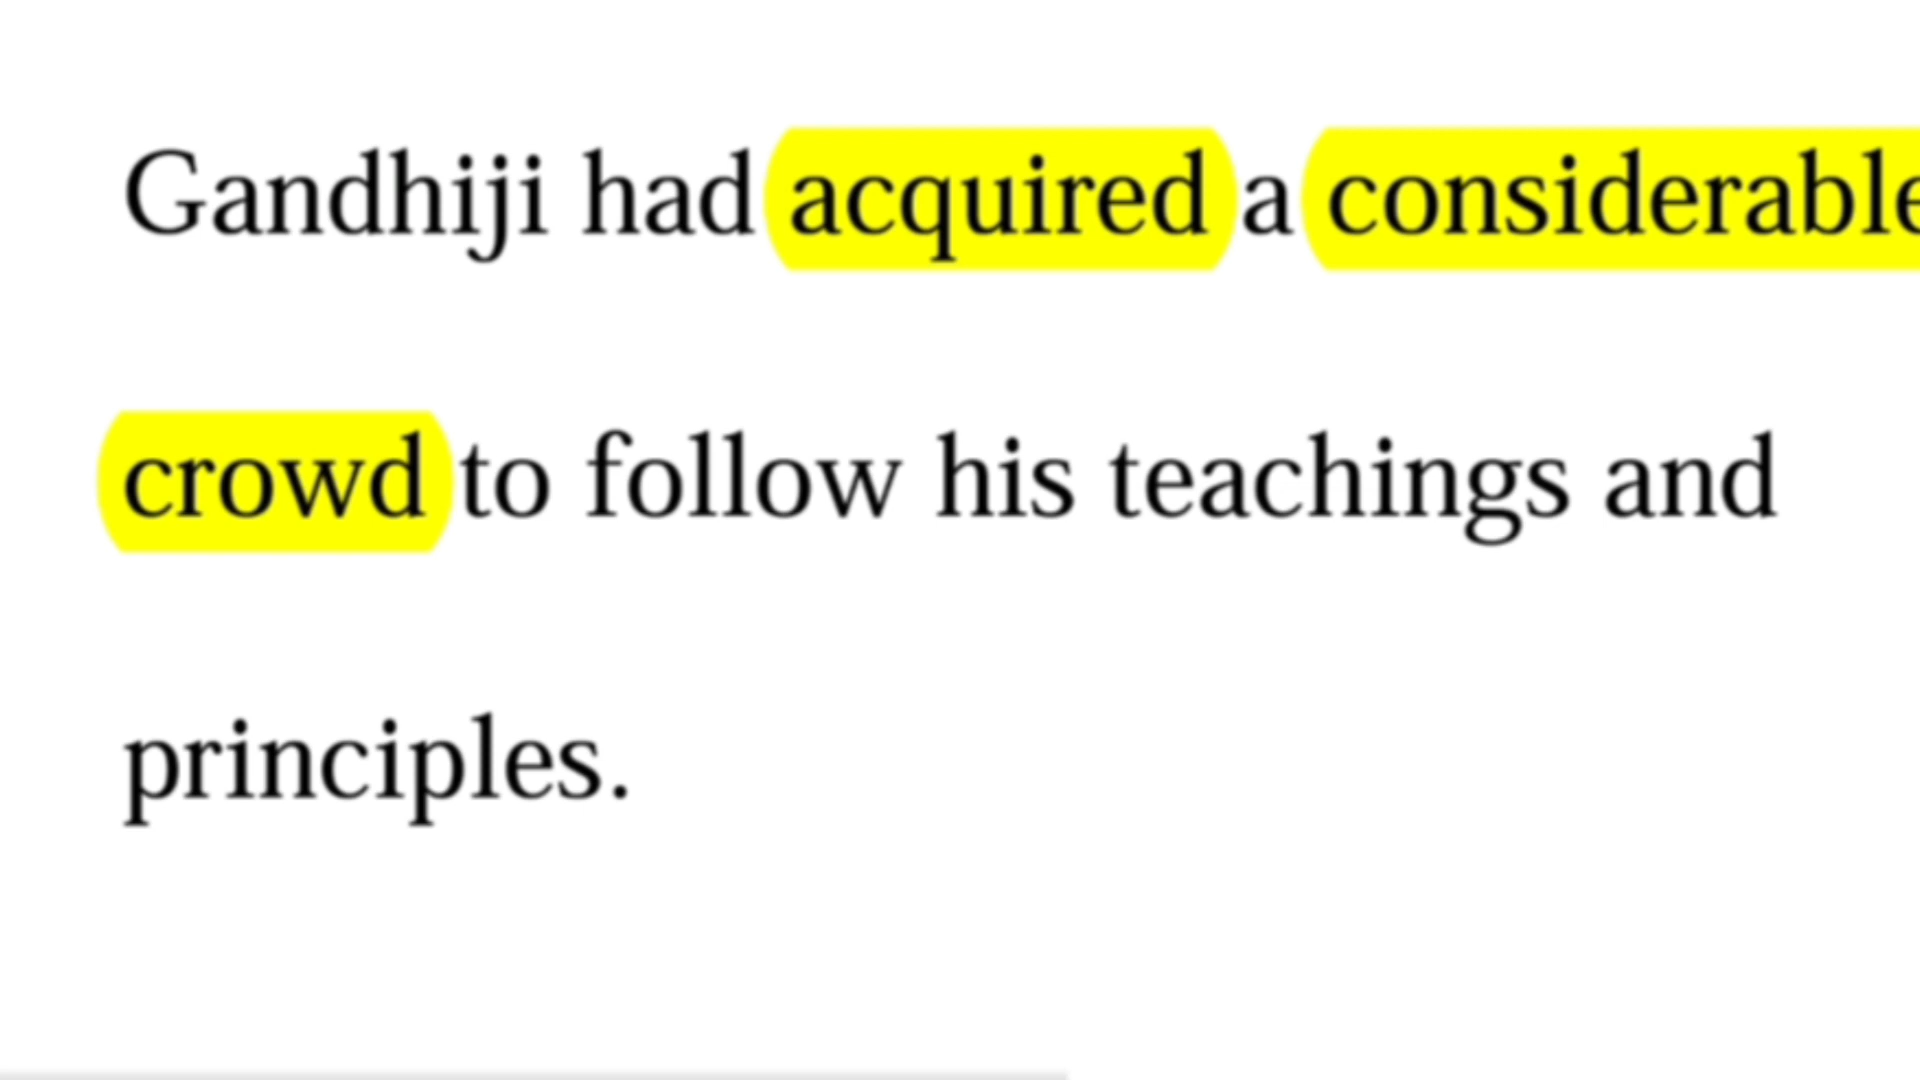 Gandhiji had acquired a considerable
crowd to follow his teachings and
principles.